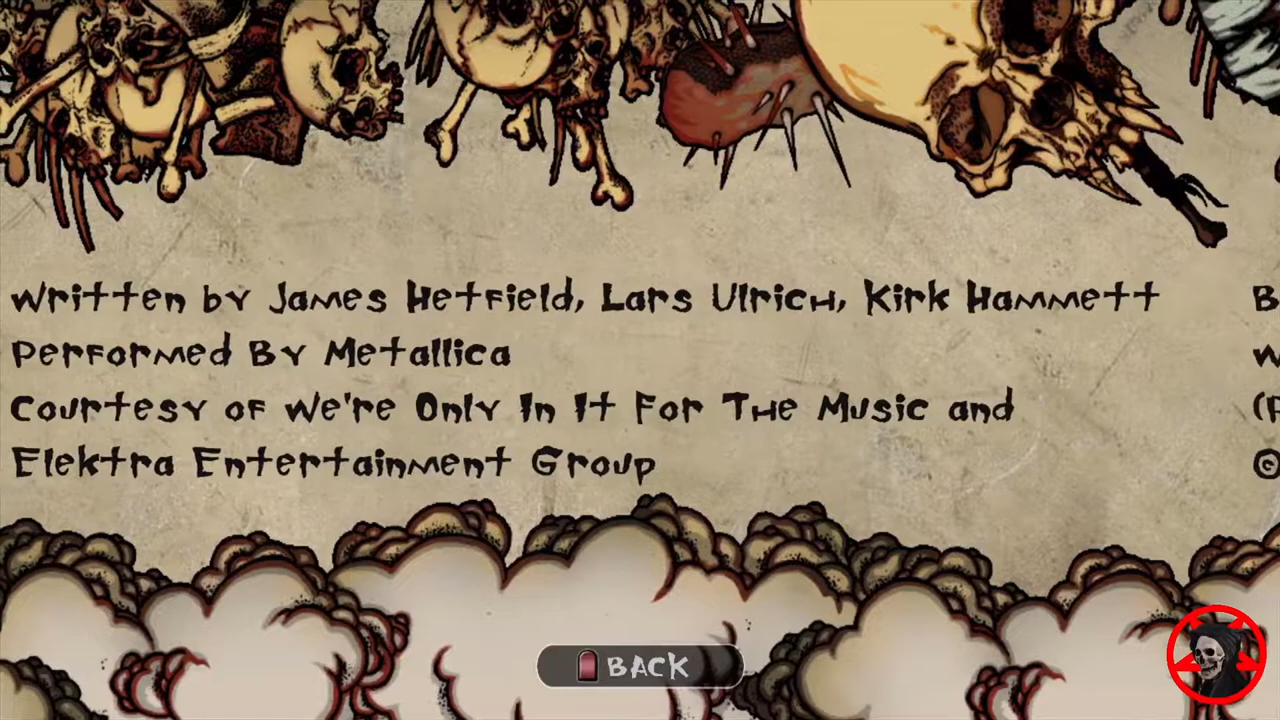 Written by James Hetfield, Lars Ulrich, Kirk Hammett
Performed By Metallica
Courtesy of We're Only In It For The Music and
Elektra Entertainment Group
B
W
(P
©
BACK